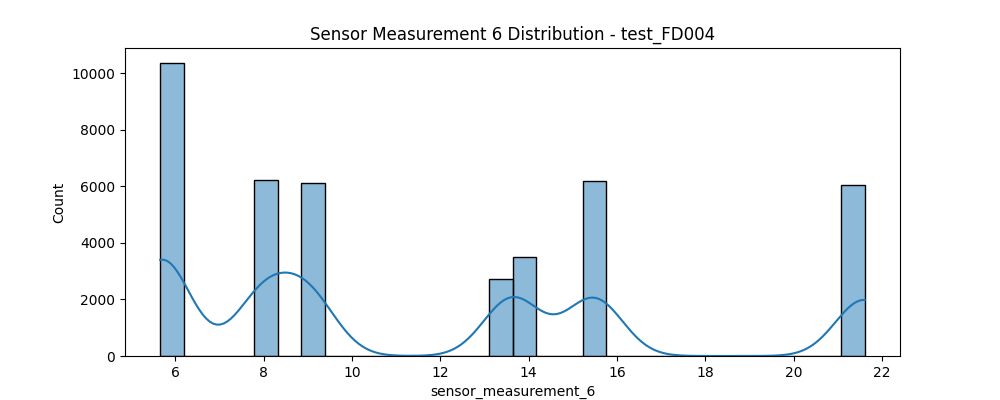 Sensor Measurement 6 Distribution - test_FD004
10000
8000
6000
4000
2000
0
Count
6 8 10 12 14 16 18 20 22
sensor_measurement_6